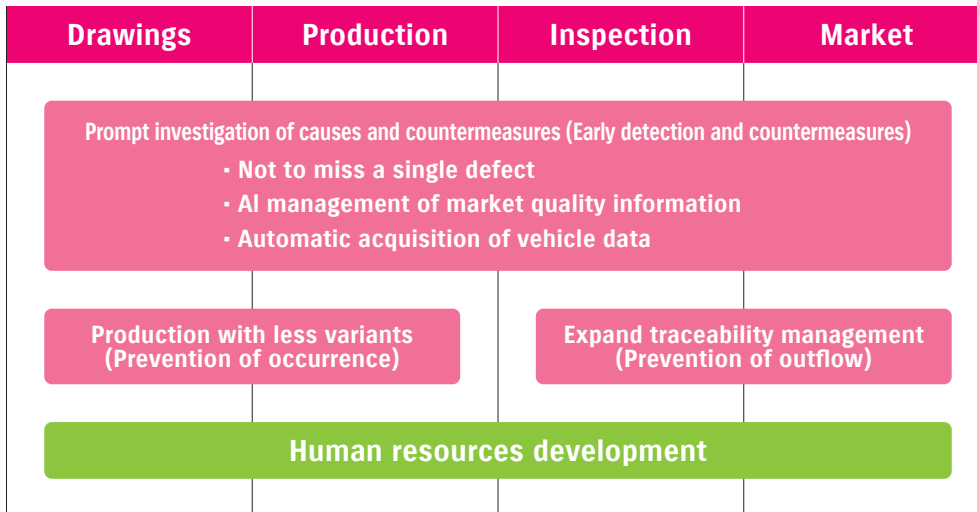 Drawings Production Inspection Market
Prompt investigation of causes and countermeasures (Early detection and countermeasures)
· Not to miss a single defect
· AI management of market quality information
· Automatic acquisition of vehicle data
Production with less variants
(Prevention of occurrence)
Expand traceability management
(Prevention of outflow)
Human resources development